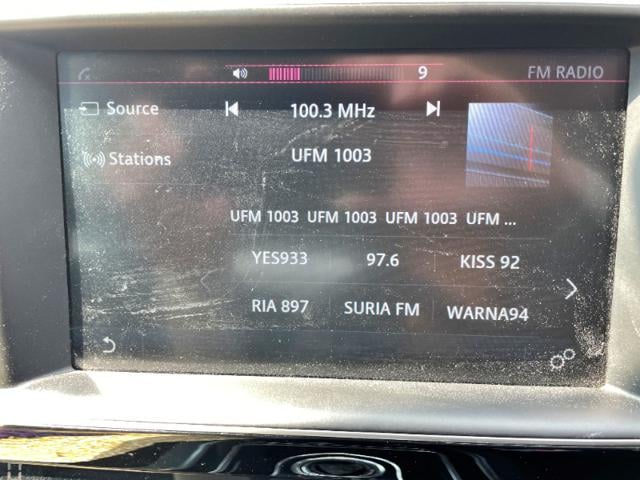 9 FM RADIO
Source 100.3 MHz
Stations UFM 1003
UFM 1003 UFM 1003 UFM 1003 UFM ...
YES933 97.6 KISS 92
RIA 897 SURIA FM WARNA94